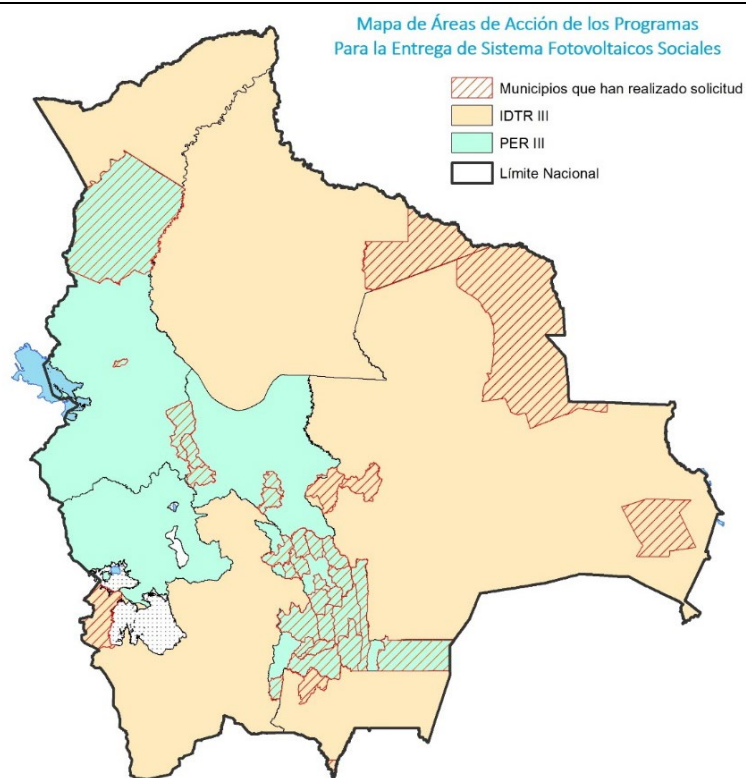 Mapa de Áreas de Acción de los Programas
Para la Entrega de Sistema Fotovoltaicos Sociales
Municipios que han realizado solicitud
IDTR III
PER III
Límite Nacional